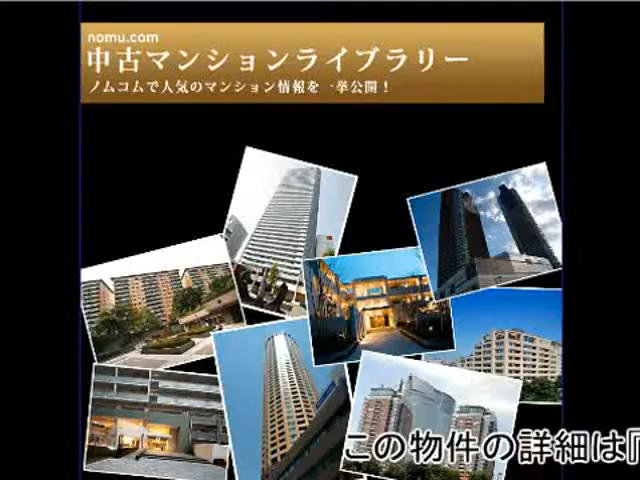 nomu.com
中古マンションライブラリー
ノムコムで人気のマンション情報を一挙公開！
この物件の詳細は『